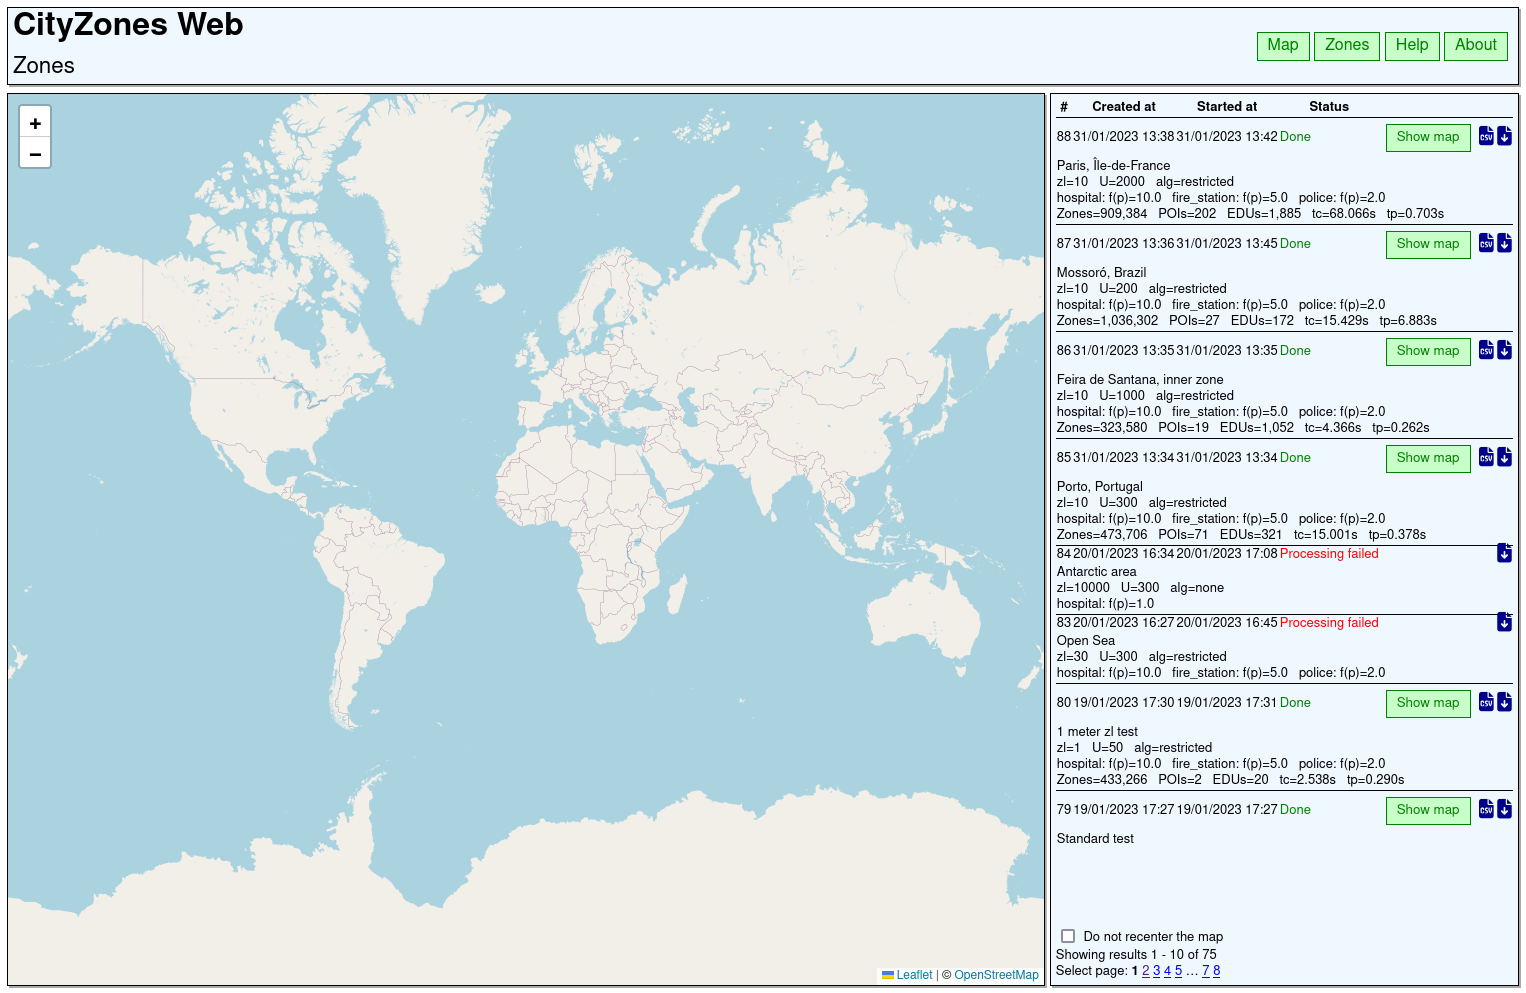 CityZones Web
Zones
Map Zones Help About
+
−
# Created at Started at Status
88 31/01/2023 13:38 31/01/2023 13:42 Done Show map CSV
Paris, Île-de-France
zl=10 U=2000 alg=restricted
hospital: f(p)=10.0 fire_station: f(p)=5.0 police: f(p)=2.0
Zones=909,384 POIs=202 EDUs=1,885 tc=68.066s tp=0.703s
87 31/01/2023 13:36 31/01/2023 13:45 Done Show map CSV
Mossoró, Brazil
zl=10 U=200 alg=restricted
hospital: f(p)=10.0 fire_station: f(p)=5.0 police: f(p)=2.0
Zones=1,036,302 POIs=27 EDUs=172 tc=15.429s tp=6.883s
86 31/01/2023 13:35 31/01/2023 13:35 Done Show map CSV
Feira de Santana, inner zone
zl=10 U=1000 alg=restricted
hospital: f(p)=10.0 fire_station: f(p)=5.0 police: f(p)=2.0
Zones=323,580 POIs=19 EDUs=1,052 tc=4.366s tp=0.262s
85 31/01/2023 13:34 31/01/2023 13:34 Done Show map CSV
Porto, Portugal
zl=10 U=300 alg=restricted
hospital: f(p)=10.0 fire_station: f(p)=5.0 police: f(p)=2.0
Zones=473,706 POIs=71 EDUs=321 tc=15.001s tp=0.378s
84 20/01/2023 16:34 20/01/2023 17:08 Processing failed
Antarctic area
zl=10000 U=300 alg=none
hospital: f(p)=1.0
83 20/01/2023 16:27 20/01/2023 16:45 Processing failed
Open Sea
zl=30 U=300 alg=restricted
hospital: f(p)=10.0 fire_station: f(p)=5.0 police: f(p)=2.0
80 19/01/2023 17:30 19/01/2023 17:31 Done Show map CSV
1 meter zl test
zl=1 U=50 alg=restricted
hospital: f(p)=10.0 fire_station: f(p)=5.0 police: f(p)=2.0
Zones=433,266 POIs=2 EDUs=20 tc=2.538s tp=0.290s
79 19/01/2023 17:27 19/01/2023 17:27 Done Show map CSV
Standard test
Do not recenter the map
Showing results 1 - 10 of 75
Select page: 1 2 3 4 5 ... 7 8
Leaflet | © OpenStreetMap